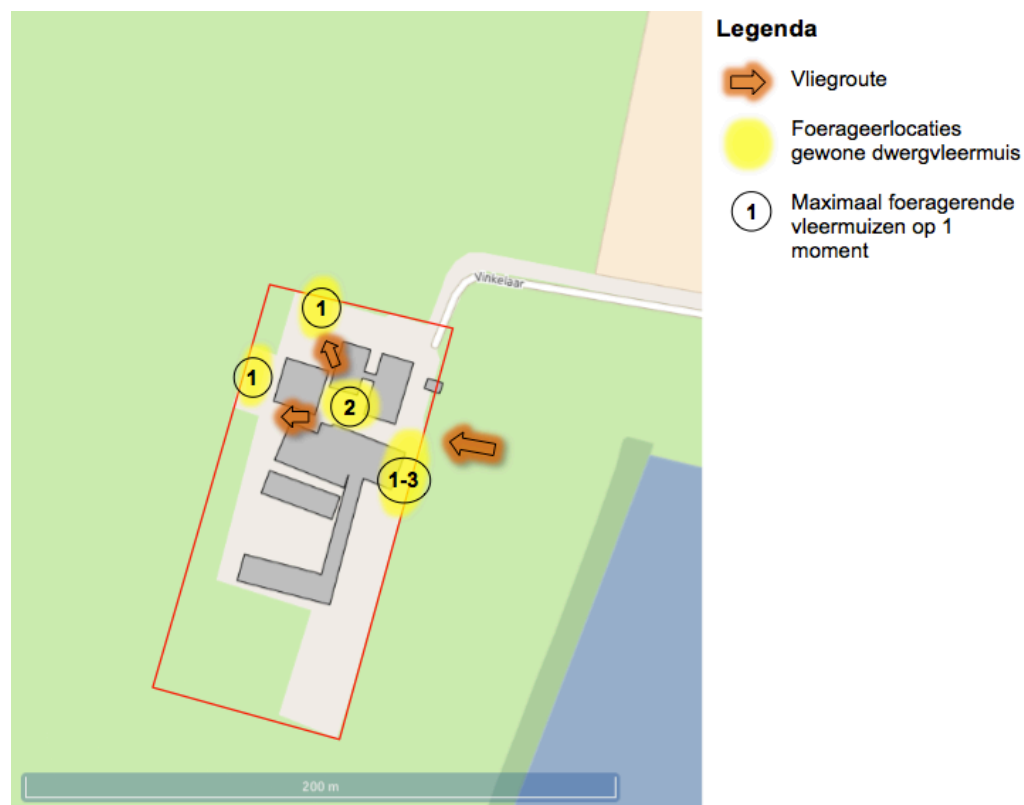 Legenda
Vliegroute
Foerageerlocaties
gewone dwergvleermuis
1
Maximaal foeragerende
vleermuizen op 1
moment
Vinkelaar
1
1
2
1-3
200 m